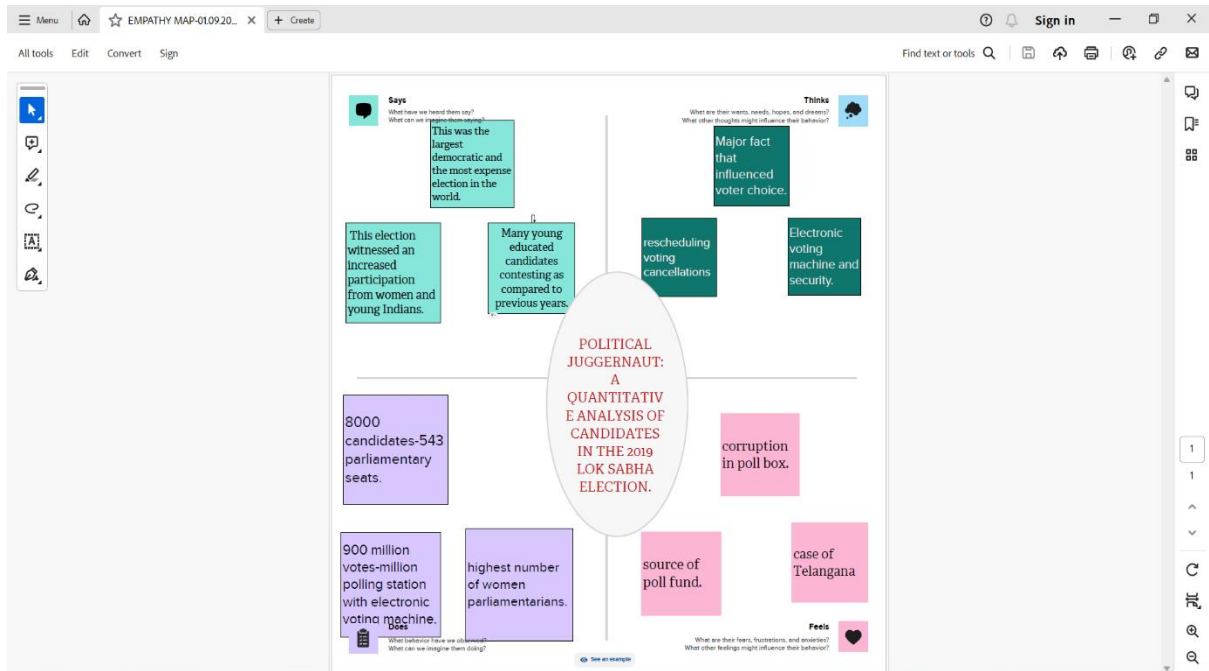 Menu
EMPATHY MAP-01.09.20...
Create
Sign in
All tools
Edit
Convert
Sign
Find text or tools
Says
What have we heard them say?
What can we imagine them saying?
This was the
largest
democratic and
the most expense
election in the
world.
This election
witnessed an
increased
participation
from women and
young Indians.
Many young
educated
candidates
contesting as
compared to
previous years.
Thinks
What are their wants, needs, hopes, and dreams?
What other thoughts might influence their behavior?
Major fact
that
influenced
voter choice.
rescheduling
voting
cancellations
Electronic
voting
machine and
security.
POLITICAL
JUGGERNAUT:
A
QUANTITATIV
E ANALYSIS OF
CANDIDATES
IN THE 2019
LOK SABHA
ELECTION.
8000
candidates-543
parliamentary
seats.
900 million
votes-million
polling station
with electronic
voting machine.
highest number
of women
parliamentarians.
Does
What behavior have we observed?
What can we imagine them doing?
corruption
in poll box.
source of
poll fund.
case of
Telangana
Feels
What are their fears, frustrations, and anxieties?
What other feelings might influence their behavior?
See an example
1
1